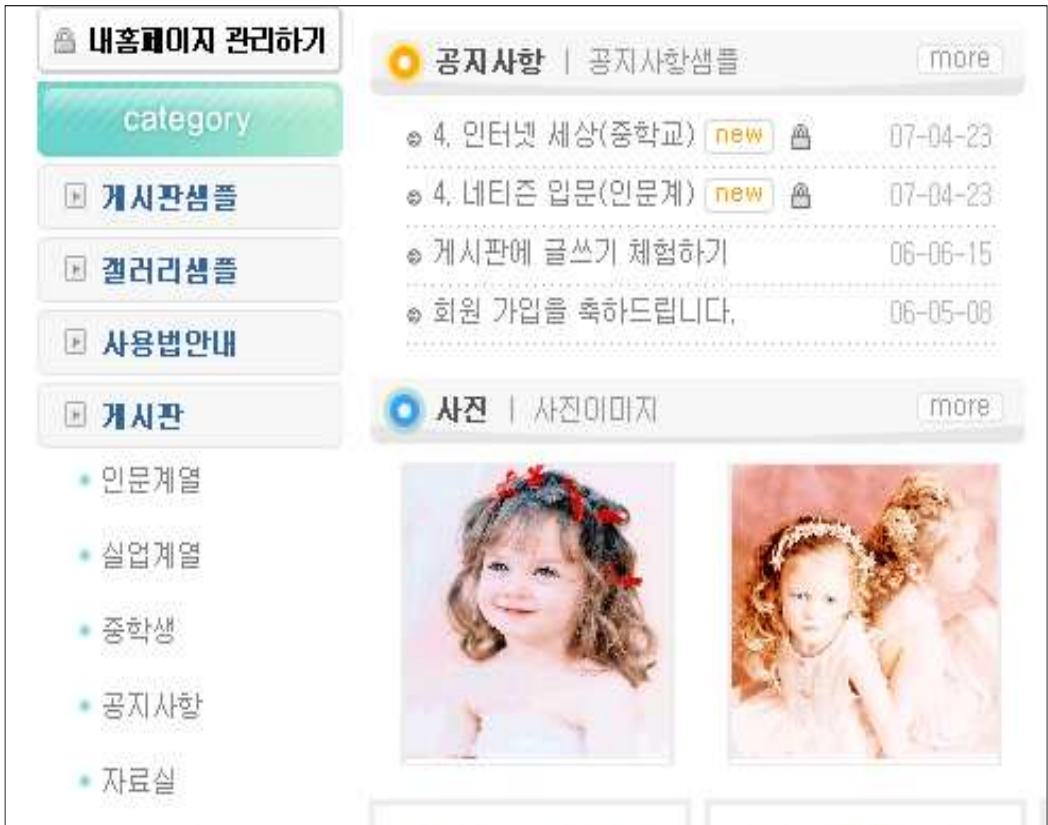 내홈페이지 관리하기
category
게시판샘플
갤러리샘플
사용법안내
게시판
인문계열
실업계열
중학생
공지사항
자료실
공지사항 | 공지사항샘플 more
4. 인터넷 세상(중학교) new 07-04-23
4. 네티즌 입문(인문계) new 07-04-23
게시판에 글쓰기 체험하기 06-06-15
회원 가입을 축하드립니다. 06-05-08
사진 | 사진이미지 more